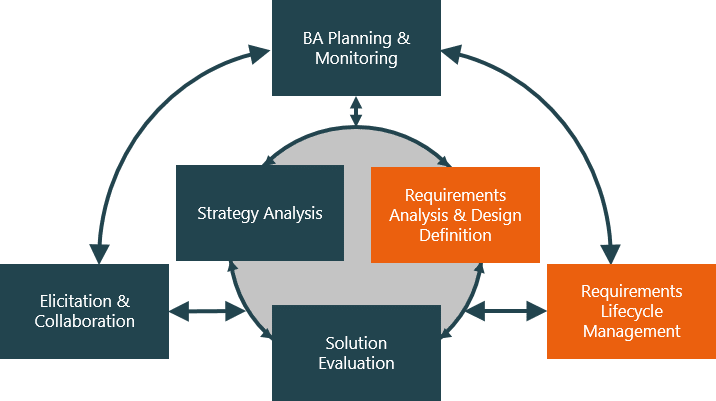 BA Planning &
Monitoring
Strategy Analysis
Requirements
Analysis & Design
Definition
Elicitation &
Collaboration
Requirements
Lifecycle
Management
Solution
Evaluation